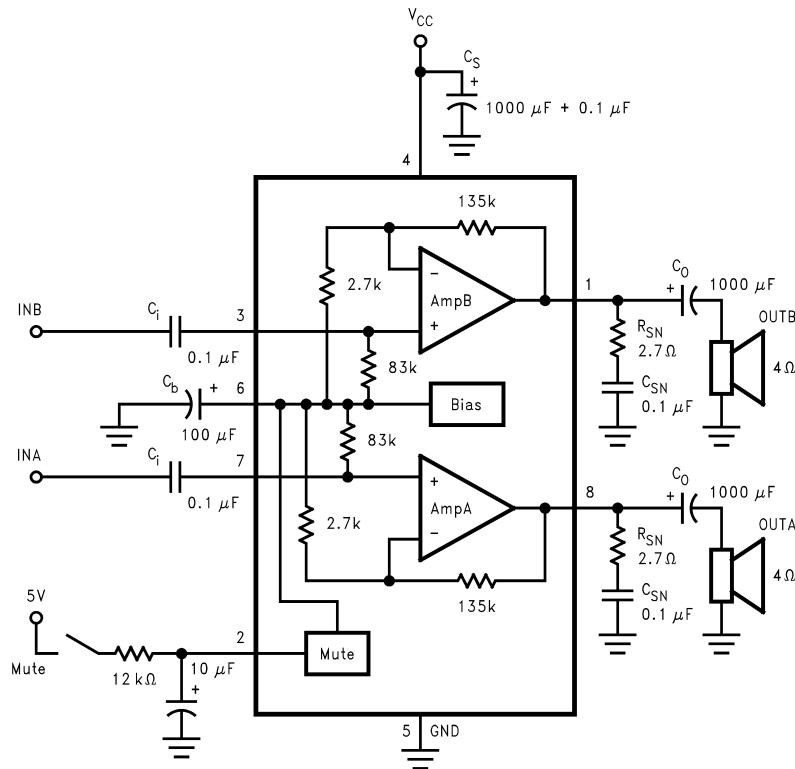 V_CC
C_S
+
1000 μF + 0.1 μF
4
135k
2.7k
−
AmpB
+
1
C_O
+
1000 μF
OUTB
INB
C_i
3
0.1 μF
83k
R_SN
2.7Ω
4Ω
C_b
+
6
100 μF
Bias
C_SN
0.1 μF
INA
C_i
7
0.1 μF
83k
+
AmpA
−
2.7k
8
C_O
+
1000 μF
OUTA
R_SN
2.7Ω
4Ω
135k
C_SN
0.1 μF
5V
Mute
12kΩ
2
10 μF
+
Mute
5
GND